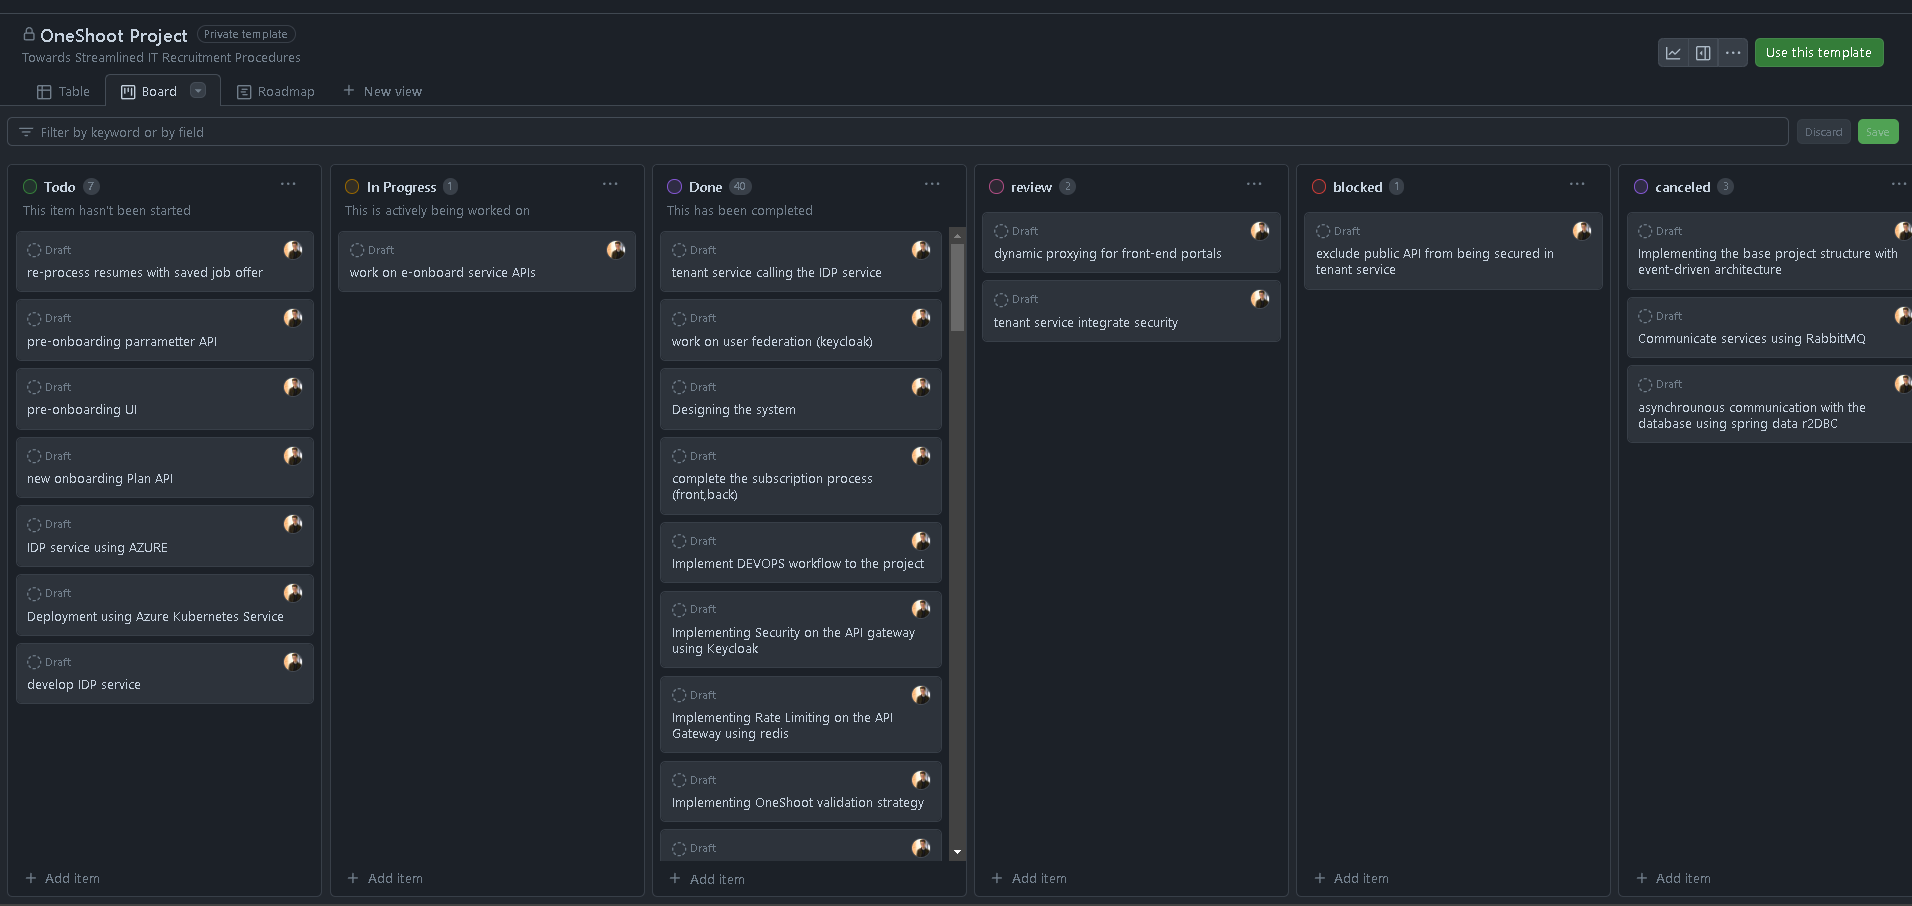 OneShoot Project Private template
Towards Streamlined IT Recruitment Procedures
Use this template
Table
Board
Roadmap
New view
Filter by keyword or by field
Discard
Save
Todo 7
This item hasn't been started
Draft
re-process resumes with saved job offer
Draft
pre-onboarding parrametter API
Draft
pre-onboarding UI
Draft
new onboarding Plan API
Draft
IDP service using AZURE
Draft
Deployment using Azure Kubernetes Service
Draft
develop IDP service
+ Add item
In Progress 1
This is actively being worked on
Draft
work on e-onboard service APIs
+ Add item
Done 40
This has been completed
Draft
tenant service calling the IDP service
Draft
work on user federation (keycloak)
Draft
Designing the system
Draft
complete the subscription process
(front,back)
Draft
Implement DEVOPS workflow to the project
Draft
Implementing Security on the API gateway
using Keycloak
Draft
Implementing Rate Limiting on the API
Gateway using redis
Draft
Implementing OneShoot validation strategy
Draft
+ Add item
review 2
Draft
dynamic proxying for front-end portals
Draft
tenant service integrate security
+ Add item
blocked 1
Draft
exclude public API from being secured in
tenant service
+ Add item
canceled 3
Draft
Implementing the base project structure with
event-driven architecture
Draft
Communicate services using RabbitMQ
Draft
asynchrounous communication with the
database using spring data r2DBC
+ Add item